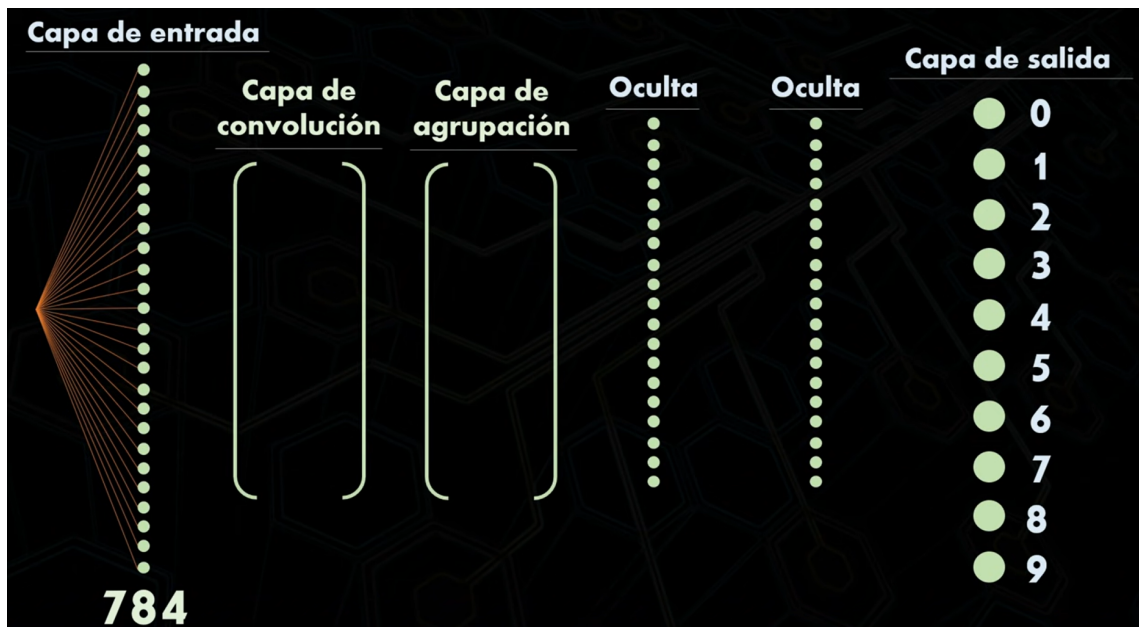 Capa de entrada
784
Capa de
convolución
Capa de
agrupación
Oculta
Oculta
Capa de salida
0
1
2
3
4
5
6
7
8
9